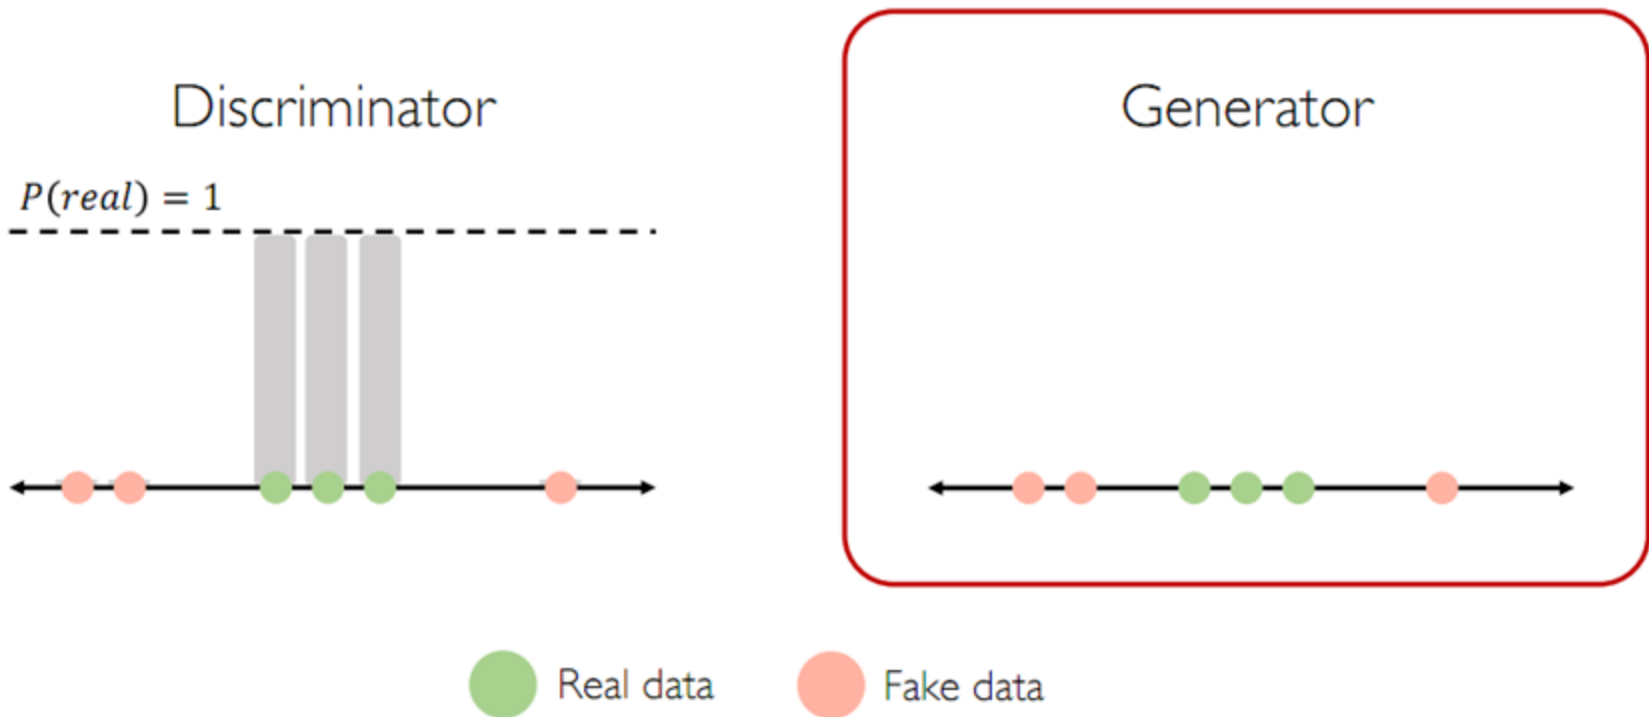 Discriminator
Generator
P(real) = 1
Real data
Fake data